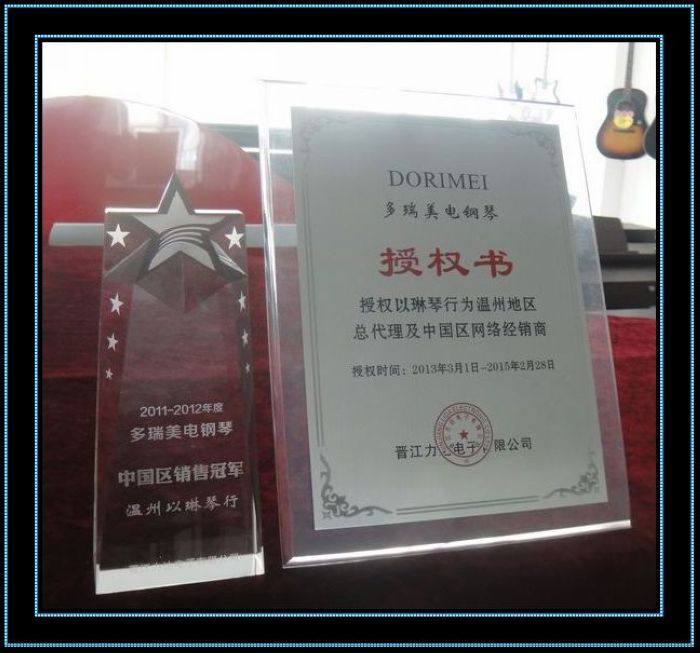 2011-2012年度
多瑞美电钢琴
中国区销售冠军
温州以琳琴行
DORIMEI
多瑞美电钢琴
授权书
授权以琳琴行为温州地区
总代理及中国区网络经销商
授权时间：2013年3月1日–2015年2月28日
晋江力 电子 限公司